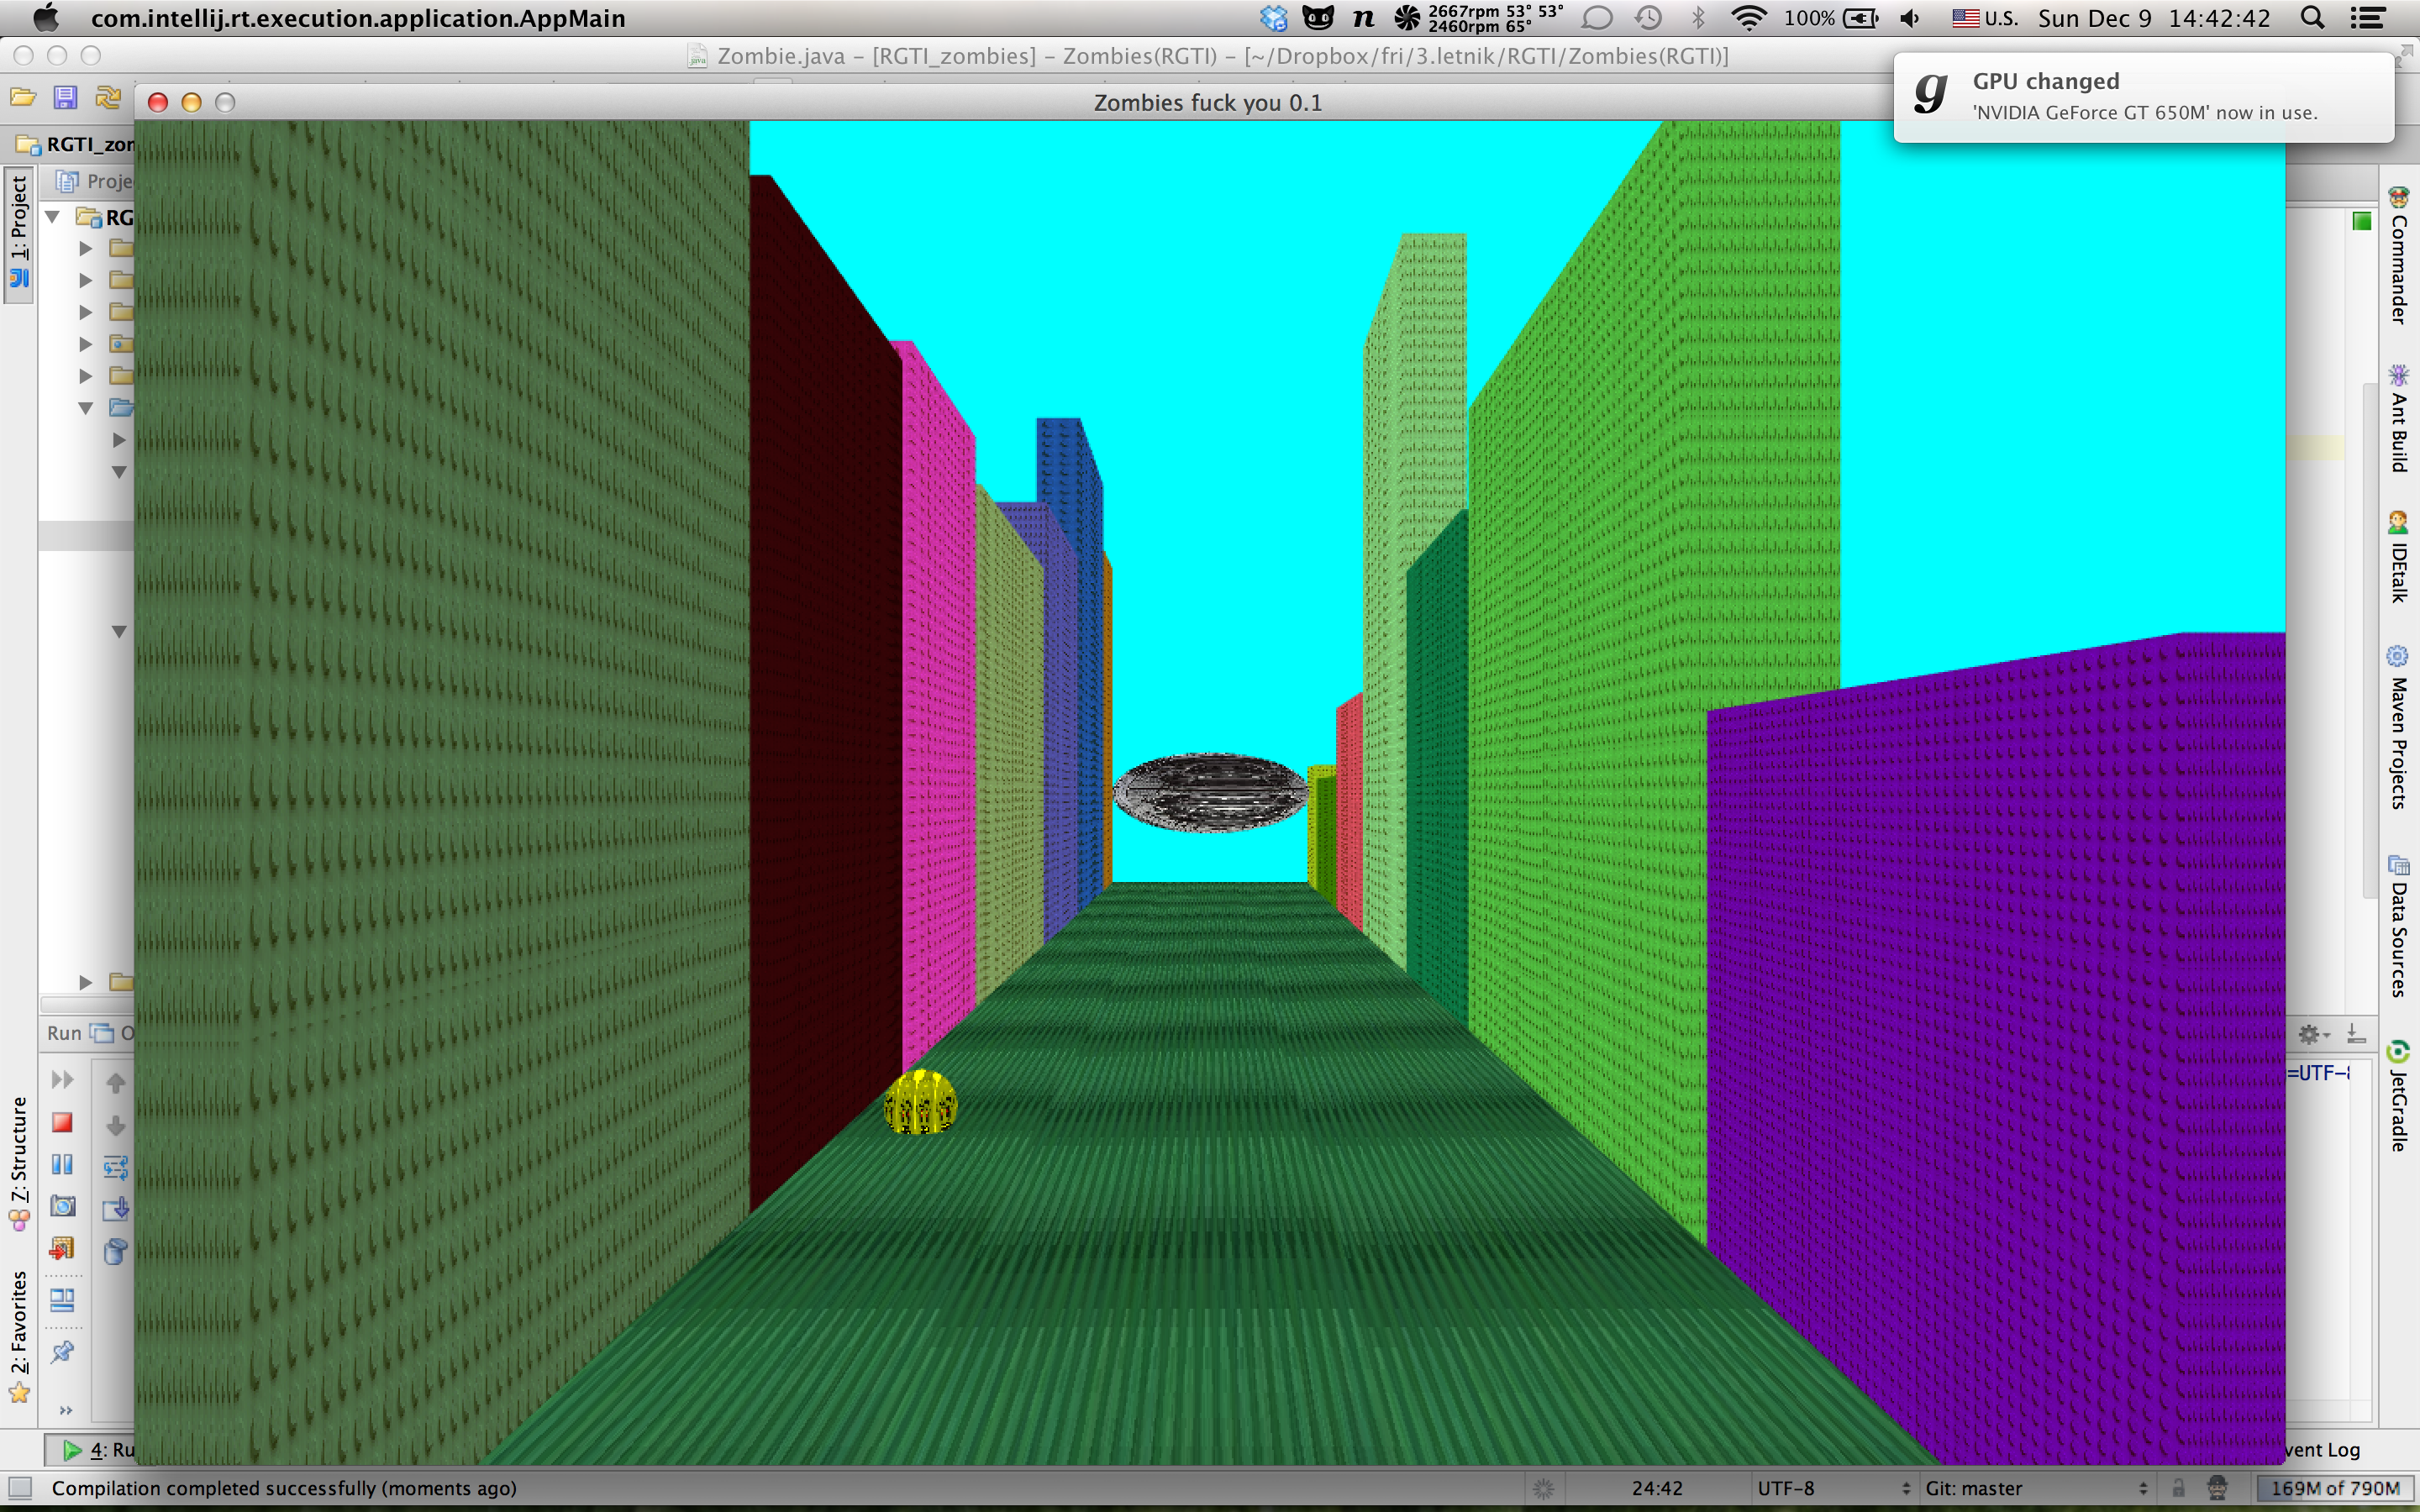 com.intellij.rt.execution.application.AppMain
n 2667rpm 53° 53° 2460rpm 65° 100% U.S. Sun Dec 9 14:42:42
Zombie.java - [RGTI_zombies] - Zombies(RGTI) - [~/Dropbox/fri/3.letnik/RGTI/Zombies(RGTI)]
g GPU changed
'NVIDIA GeForce GT 650M' now in use.
Zombies fuck you 0.1
RGTI_zon
Proje
RG
1: Project
7: Structure
2: Favorites
Commander
Ant Build
IDEtalk
Maven Projects
Data Sources
JetGradle
Run O
=UTF-8
4: Ru
vent Log
Compilation completed successfully (moments ago)
24:42 UTF-8 Git: master 169M of 790M